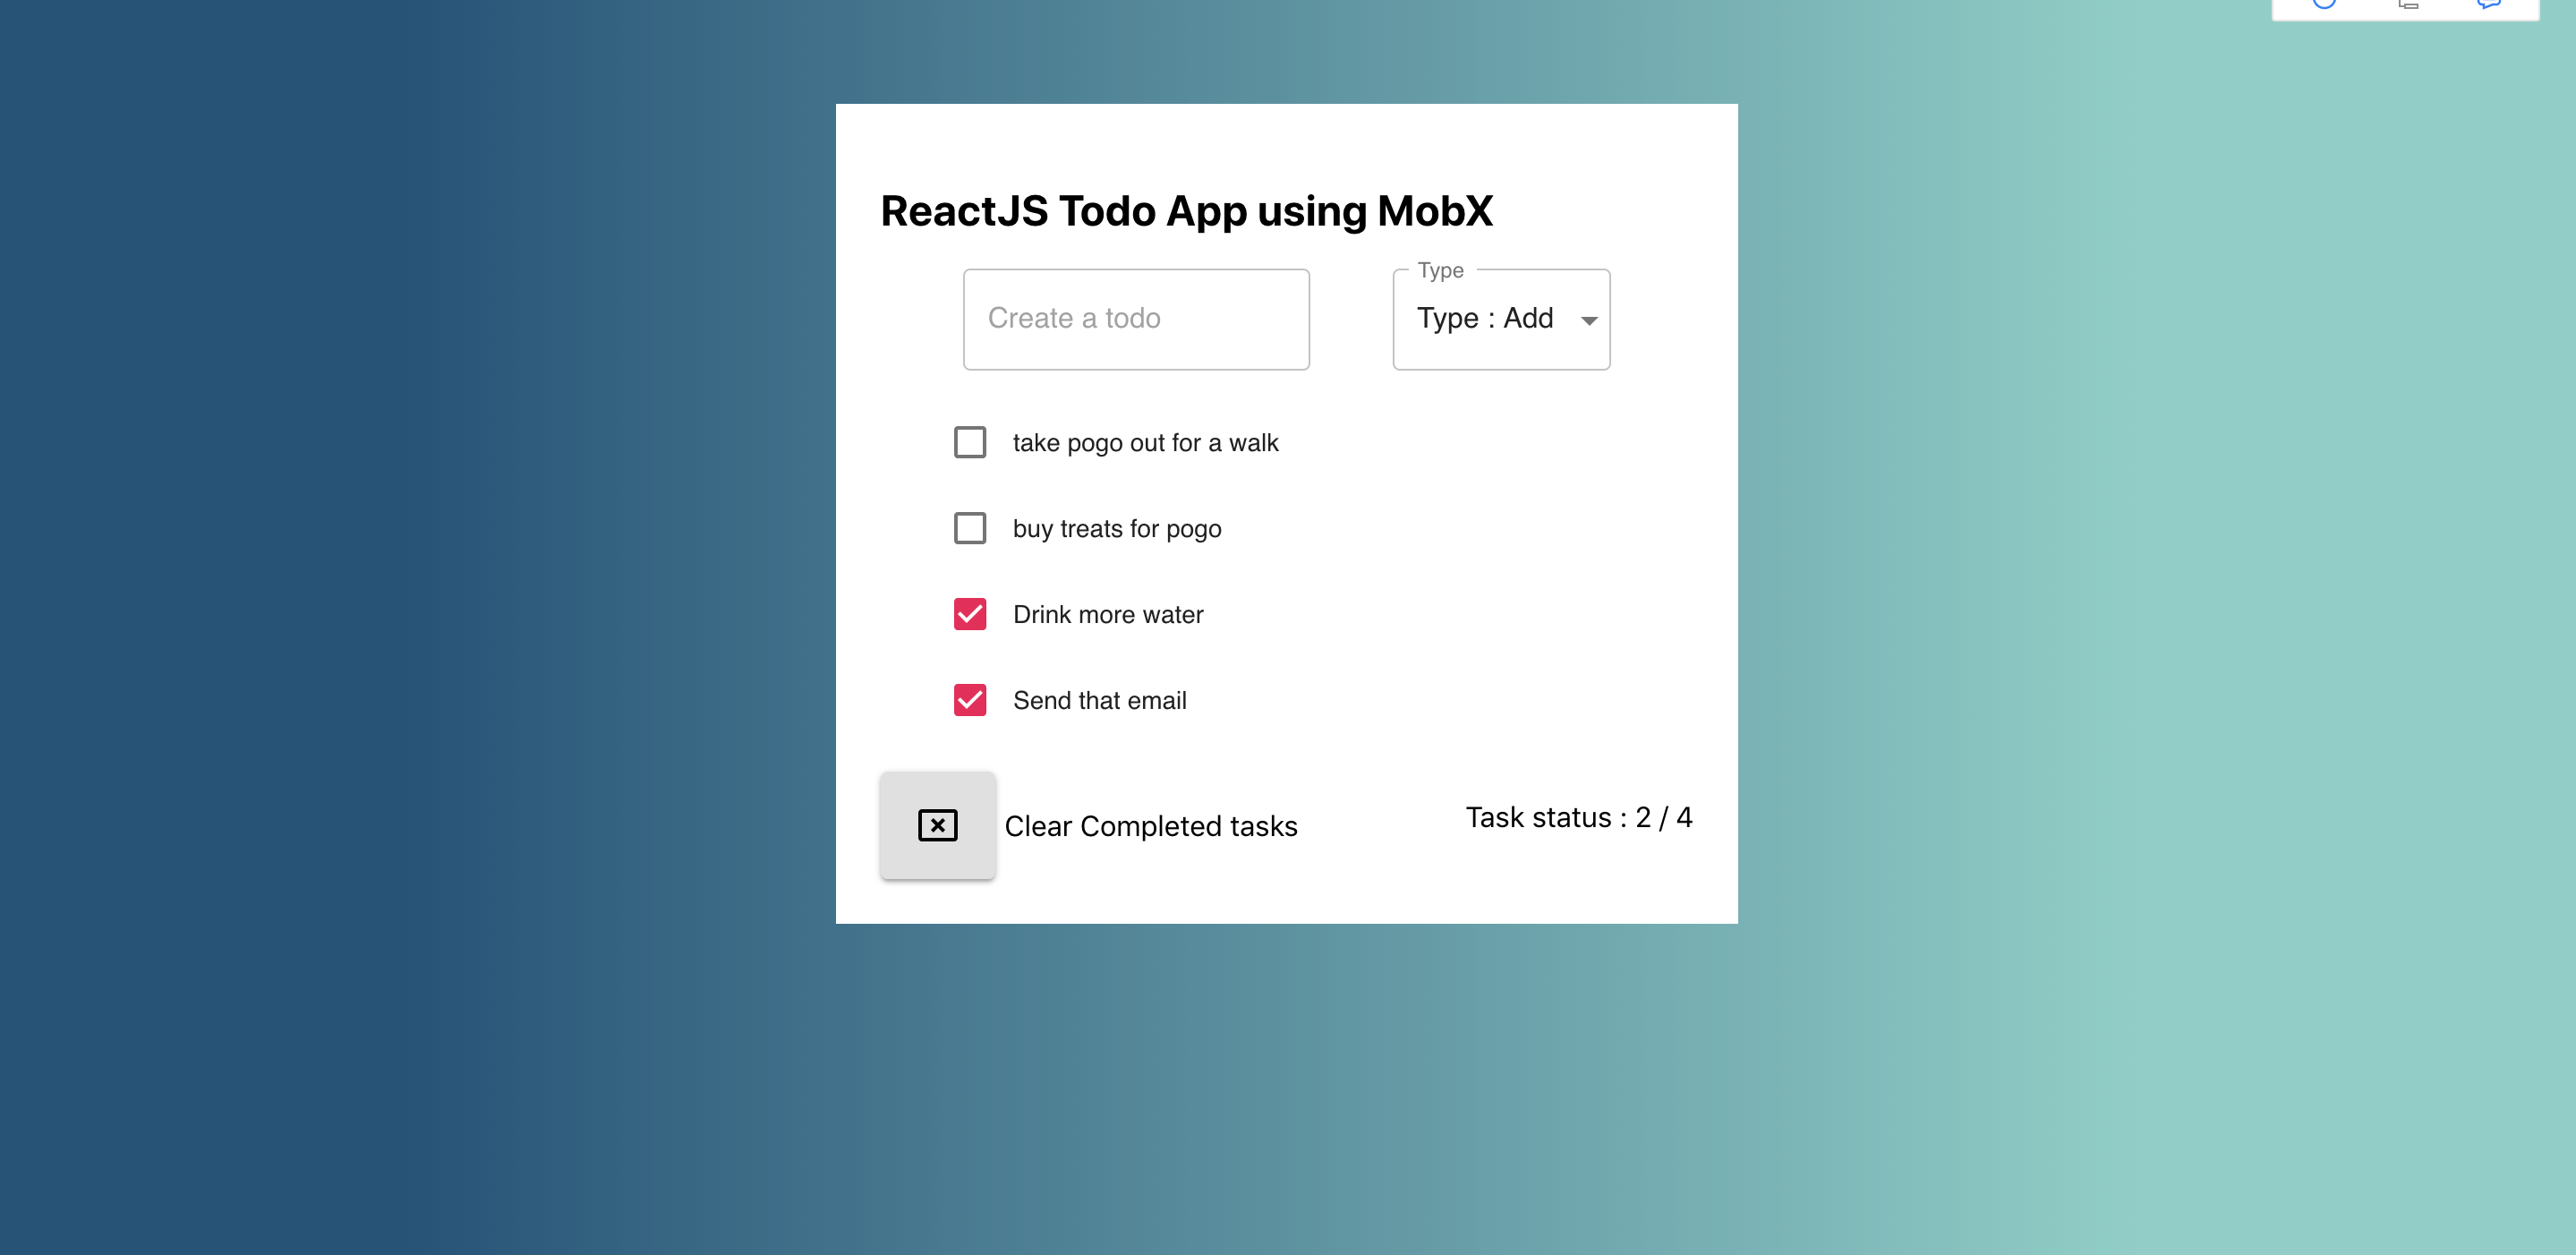 ReactJS Todo App using MobX
Type
Create a todo
Type : Add
take pogo out for a walk
buy treats for pogo
Drink more water
Send that email
Clear Completed tasks
Task status : 2 / 4